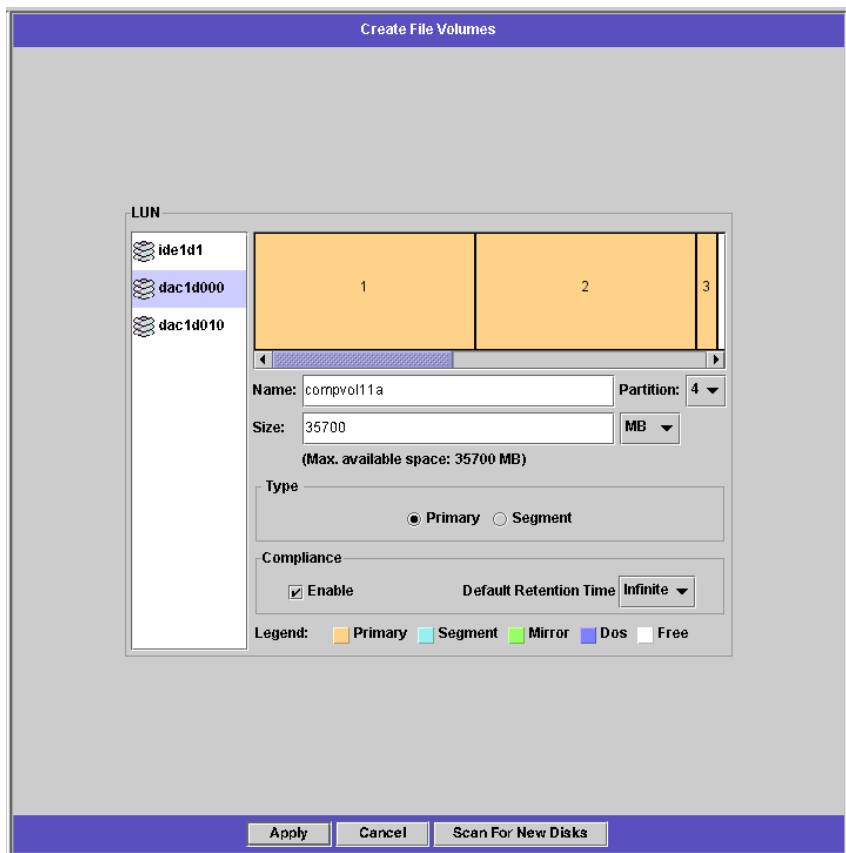 Create File Volumes
LUN
ide1d1
dac1d000
dac1d010
1 2 3
Name: compvol11a Partition: 4
Size: 35700 MB
(Max. available space: 35700 MB)
Type
Primary Segment
Compliance
Enable Default Retention Time Infinite
Legend: Primary Segment Mirror Dos Free
Apply Cancel Scan For New Disks